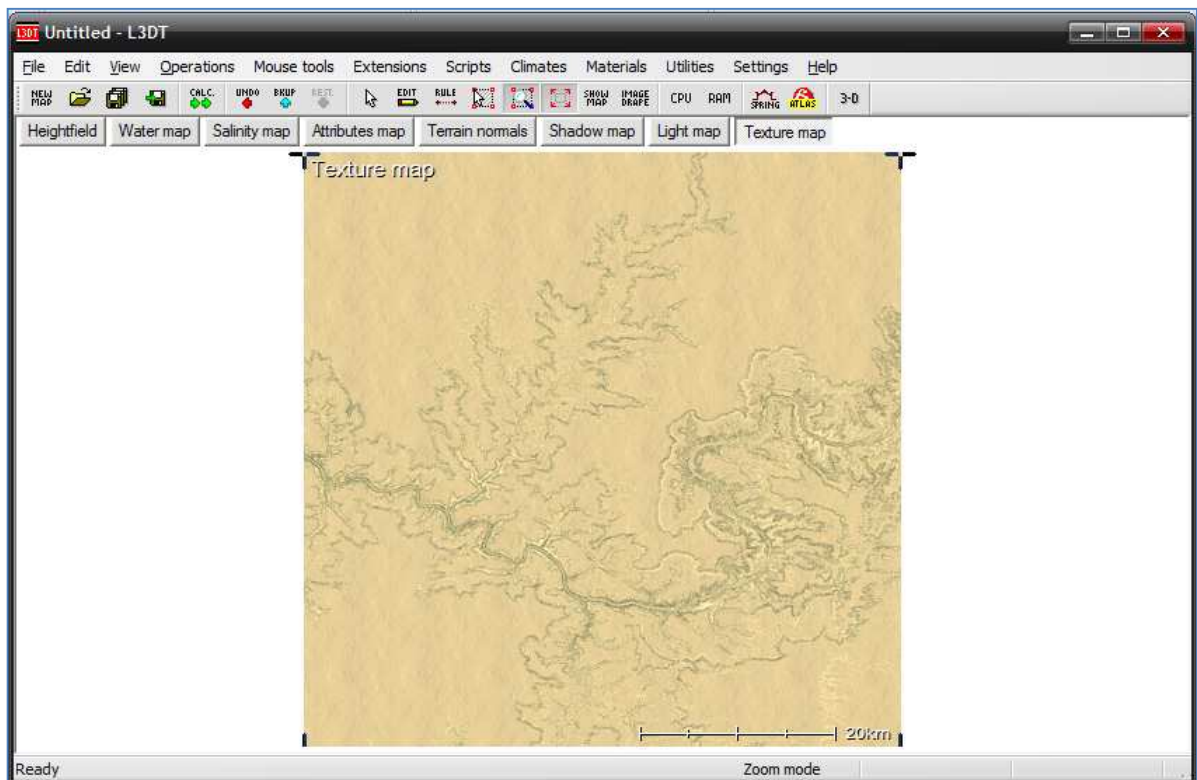 L3DT Untitled - L3DT
File Edit View Operations Mouse tools Extensions Scripts Climates Materials Utilities Settings Help
NEW MAP CALC. UNDO BKUP REST. EDIT RULE SHOW MAP IMAGE DRAPE CPU RAM SPRING ATLAS 3-D
Heightfield Water map Salinity map Attributes map Terrain normals Shadow map Light map Texture map
Texture map
20km
Ready Zoom mode